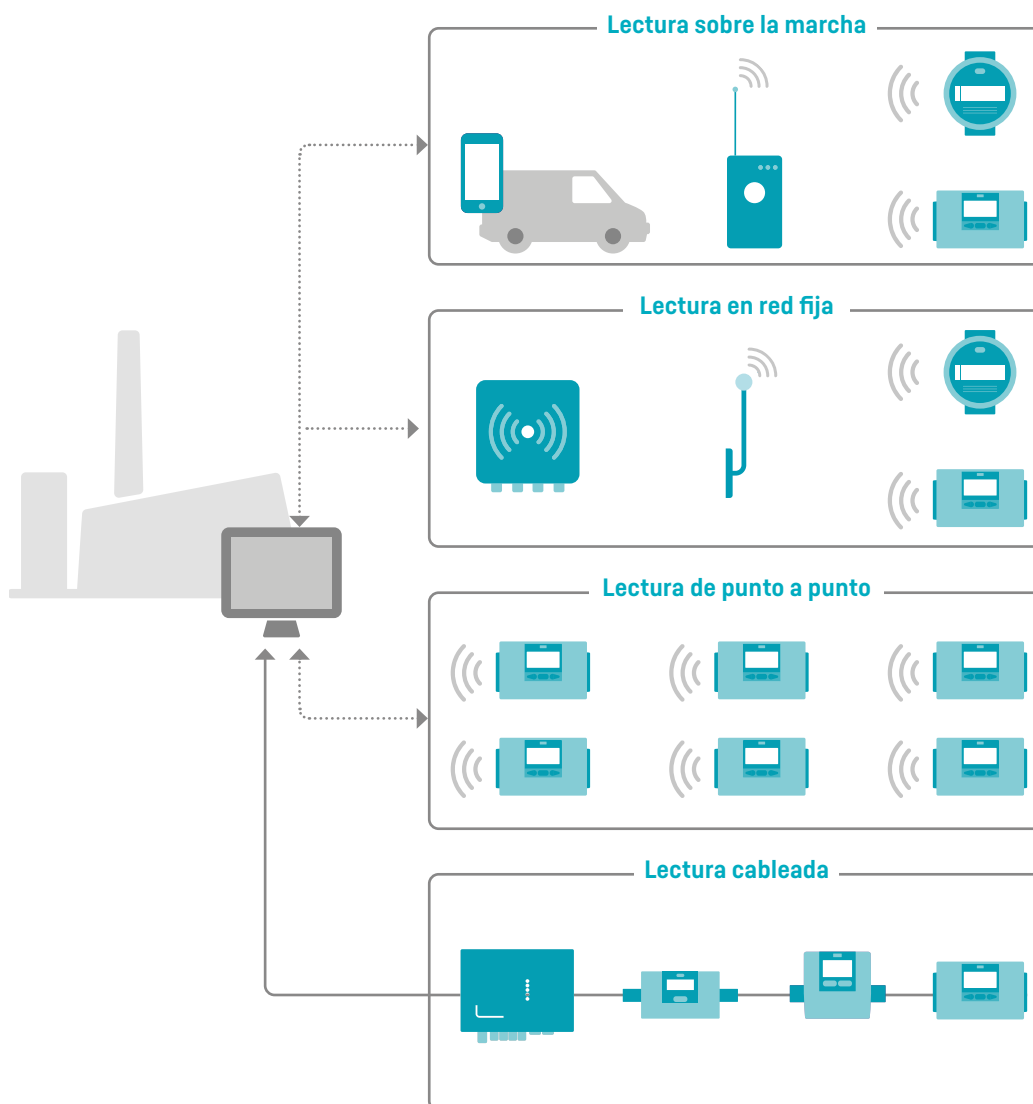 Lectura sobre la marcha
Lectura en red fija
Lectura de punto a punto
Lectura cableada